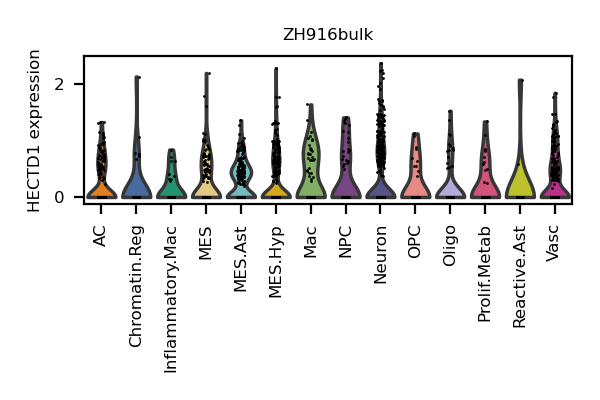 ZH916bulk
HECTD1 expression
2
0
AC
Chromatin.Reg
Inflammatory.Mac
MES
MES.Ast
MES.Hyp
Mac
NPC
Neuron
OPC
Oligo
Prolif.Metab
Reactive.Ast
Vasc